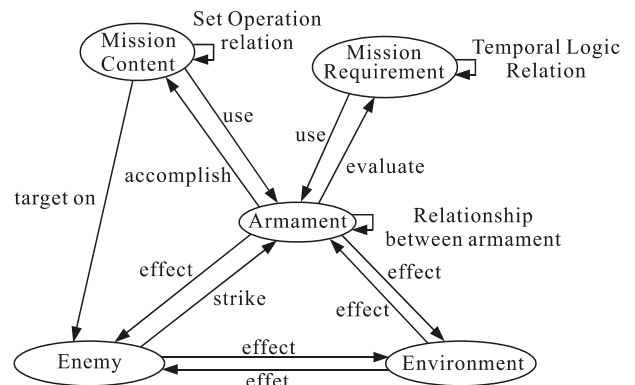 Set Operation
relation
Mission
Content
Mission
Requirement
Temporal Logic
Relation
use
use
evaluate
accomplish
target on
Armament
Relationship
between armament
effect
effect
strike
effect
effect
Enemy
Environment
effet